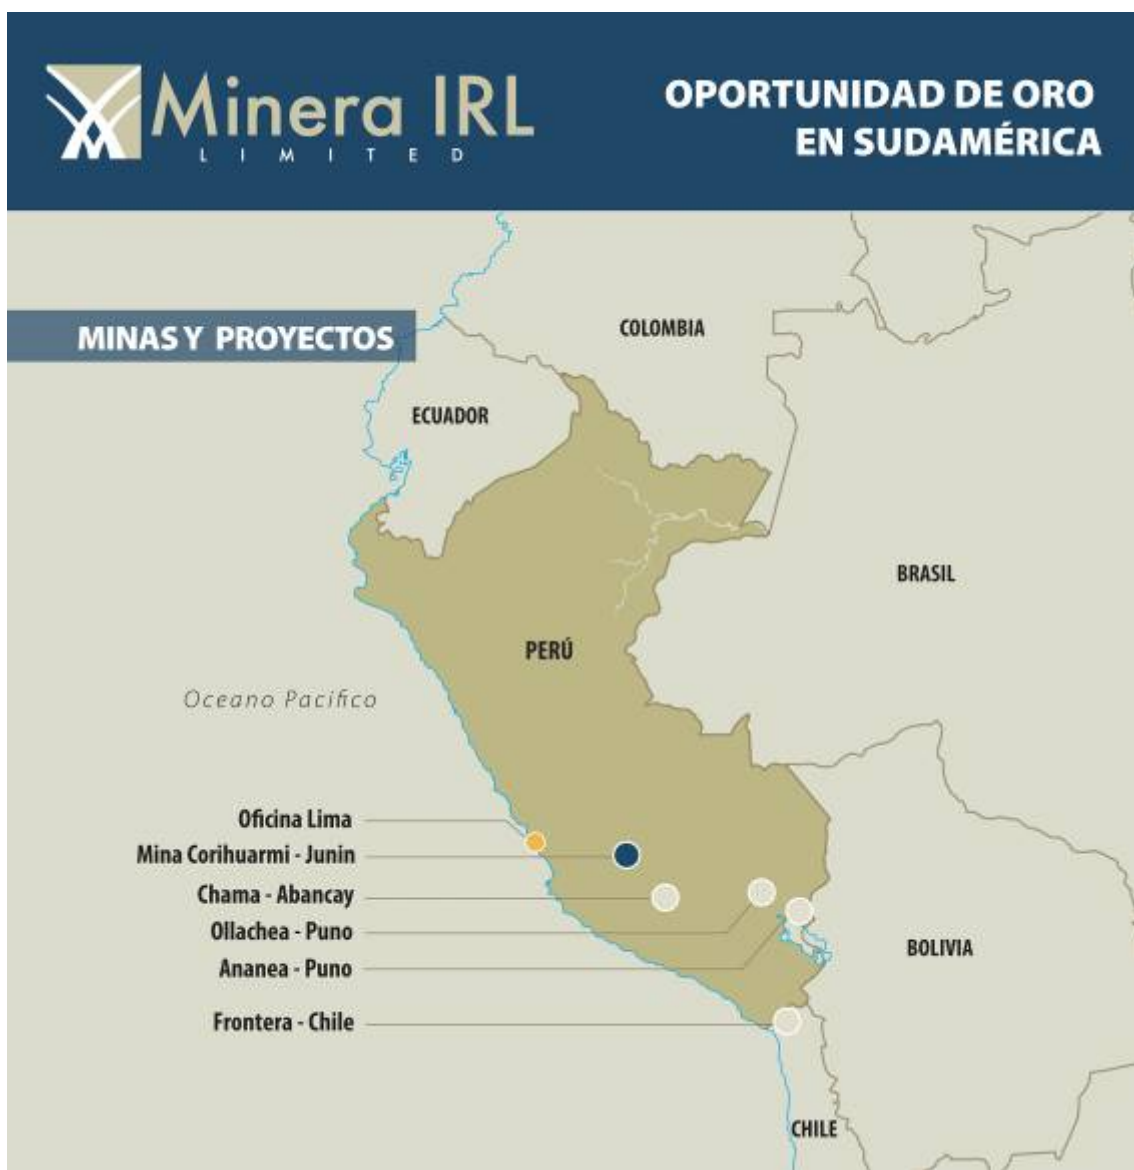 Minera IRL
LIMITED
OPORTUNIDAD DE ORO
EN SUDAMÉRICA
MINAS Y PROYECTOS
COLOMBIA
ECUADOR
BRASIL
PERÚ
Oceano Pacifico
Oficina Lima
Mina Corihuarmi - Junin
Chama - Abancay
Ollachea - Puno
Ananea - Puno
BOLIVIA
Frontera - Chile
CHILE